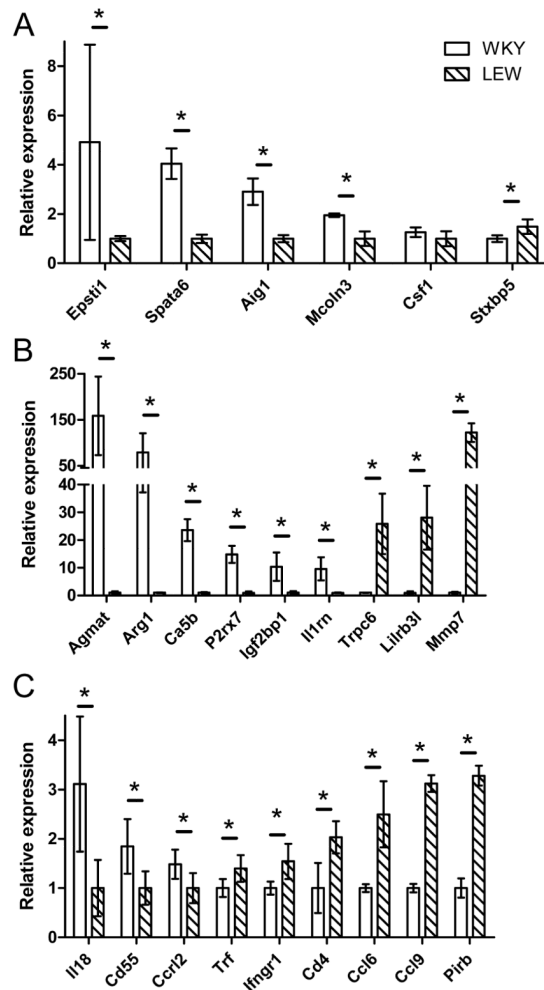 A
*
*
*
*
*
WKY
LEW
Relative expression
8
6
4
2
0
Epsti1
Spata6
Aig1
Mcoln3
Csf1
Stxbp5
B
*
*
*
*
*
*
*
*
*
Relative expression
250
150
50
40
30
20
10
0
Agmat
Arg1
Ca5b
P2rx7
Igf2bp1
Il1rn
Trpc6
Lilrb3l
Mmp7
C
*
*
*
*
*
*
*
*
*
Relative expression
4
3
2
1
0
Il18
Cd55
Ccrl2
Trf
Ifngr1
Cd4
Ccl6
Ccl9
Pirb